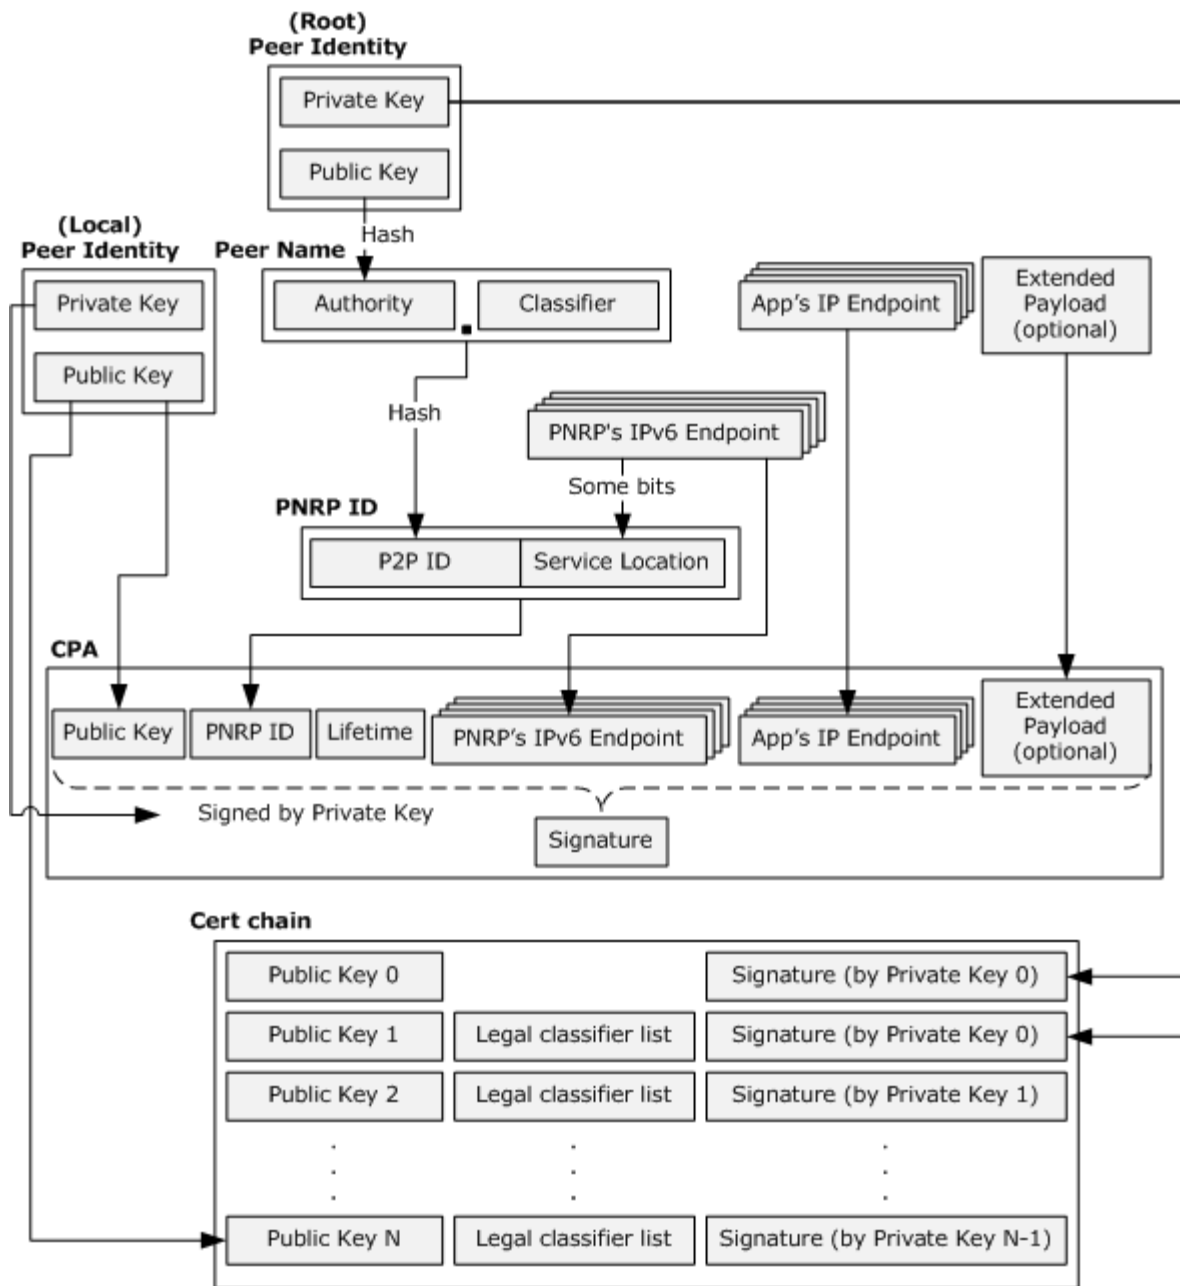 (Root)
Peer Identity
Private Key
Public Key
Hash
(Local)
Peer Identity
Private Key
Public Key
Peer Name
Authority
.
Classifier
App's IP Endpoint
Extended
Payload
(optional)
Hash
PNRP's IPv6 Endpoint
Some bits
PNRP ID
P2P ID
Service Location
CPA
Public Key
PNRP ID
Lifetime
PNRP's IPv6 Endpoint
App's IP Endpoint
Extended
Payload
(optional)
Signed by Private Key
Signature
Cert chain
Public Key 0
Signature (by Private Key 0)
Public Key 1
Legal classifier list
Signature (by Private Key 0)
Public Key 2
Legal classifier list
Signature (by Private Key 1)
Public Key N
Legal classifier list
Signature (by Private Key N-1)